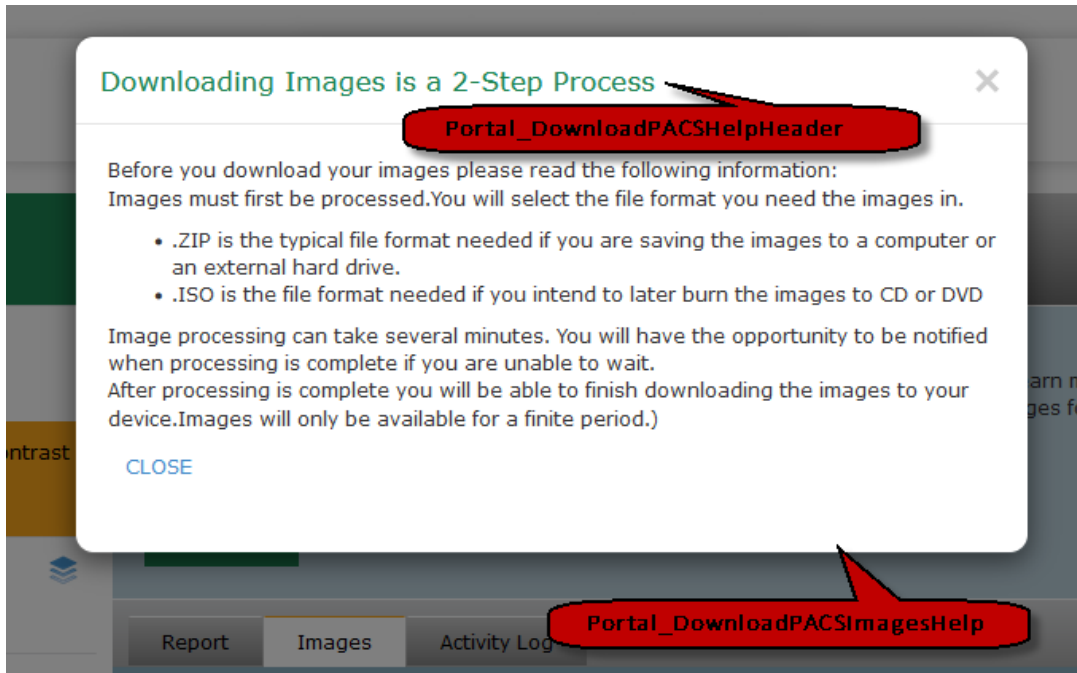 Downloading Images is a 2-Step Process
×
Portal_DownloadPACSHelpHeader
Before you download your images please read the following information:
Images must first be processed.You will select the file format you need the images in.
• .ZIP is the typical file format needed if you are saving the images to a computer or
an external hard drive.
• .ISO is the file format needed if you intend to later burn the images to CD or DVD
Image processing can take several minutes. You will have the opportunity to be notified
when processing is complete if you are unable to wait.
After processing is complete you will be able to finish downloading the images to your
device.Images will only be available for a finite period.)
arn
ges
ntrast
CLOSE
Portal_DownloadPACSImagesHelp
Report Images Activity Log